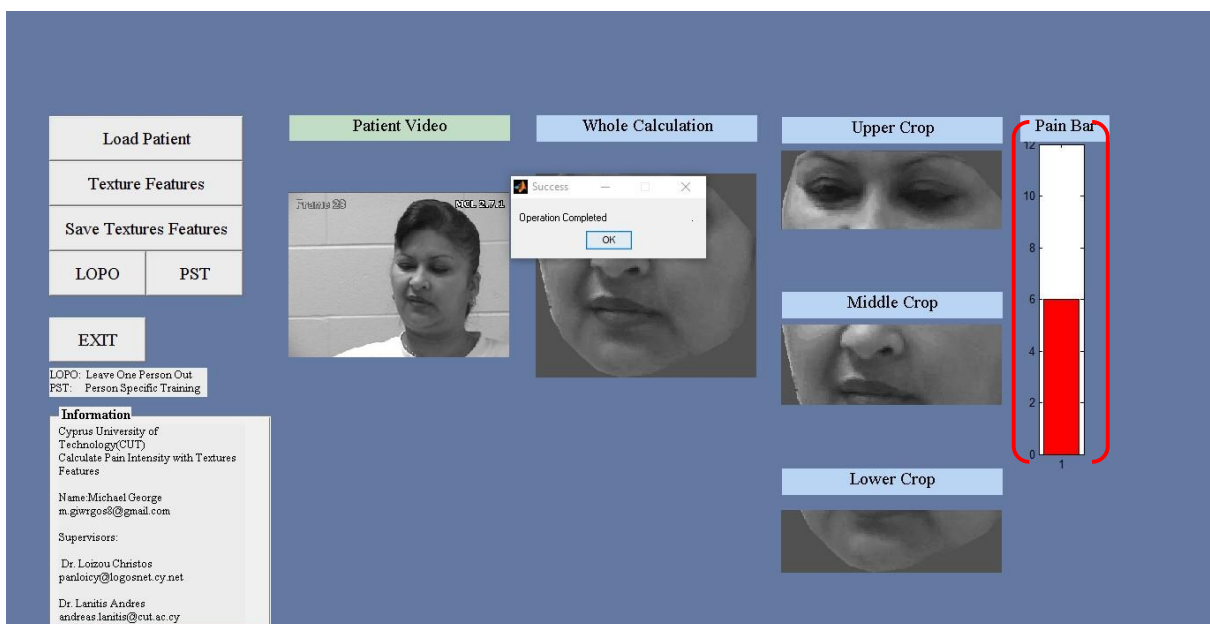 Load Patient
Texture Features
Save Textures Features
LOPO PST
EXIT
LOPO: Leave One Person Out
PST: Person Specific Training
Information
Cyprus University of
Technology(CUT)
Calculate Pain Intensity with Textures
Features
Name:Michael George
m.giwrgos8@gmail.com
Supervisors:
Dr. Loizou Christos
panloicy@logosnet.cy.net
Dr. Lanitis Andres
andreas.lanitis@cut.ac.cy
Patient Video
Frame 28
Whole Calculation
Success
Operation Completed .
OK
Upper Crop
Middle Crop
Lower Crop
Pain Bar
12
10
8
6
4
2
0
1